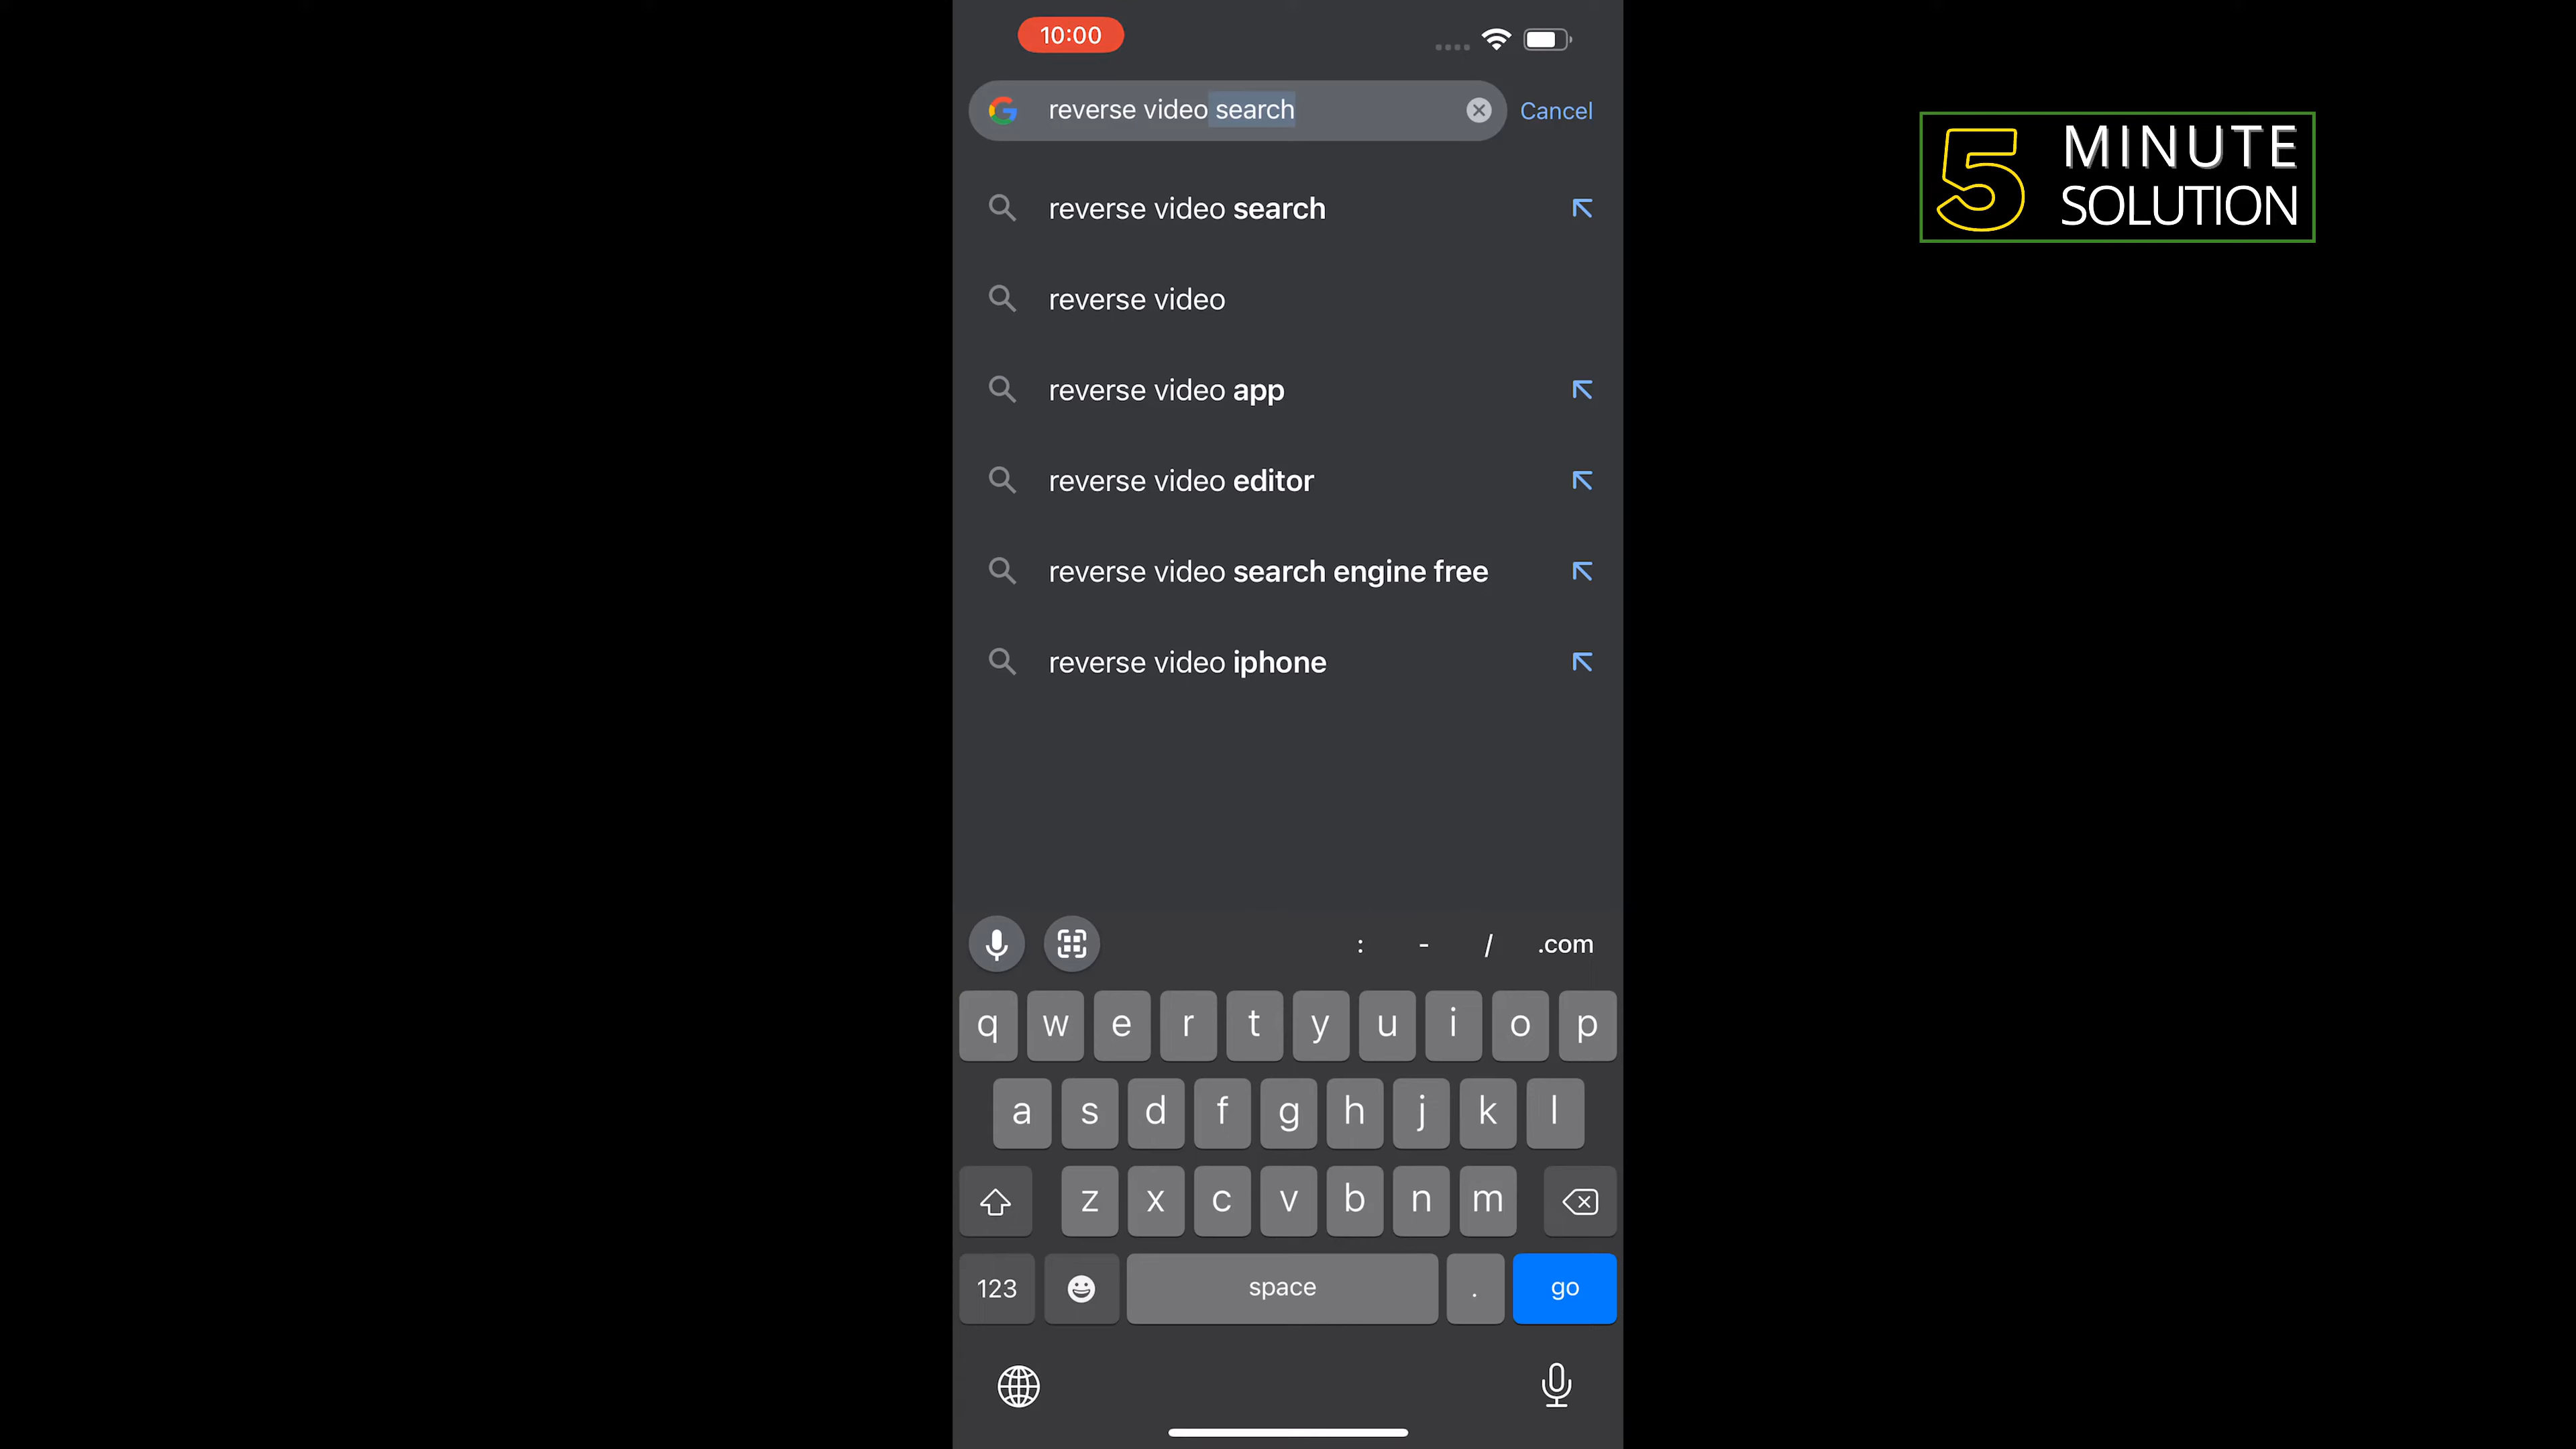 10:00
reverse video search
Cancel
reverse video search
reverse video
reverse video app
reverse video editor
reverse video search engine free
reverse video iphone
: - / .com
q w e r t y u i o p
a s d f g h j k l
z x c v b n m
123 space . go
5 MINUTE
SOLUTION